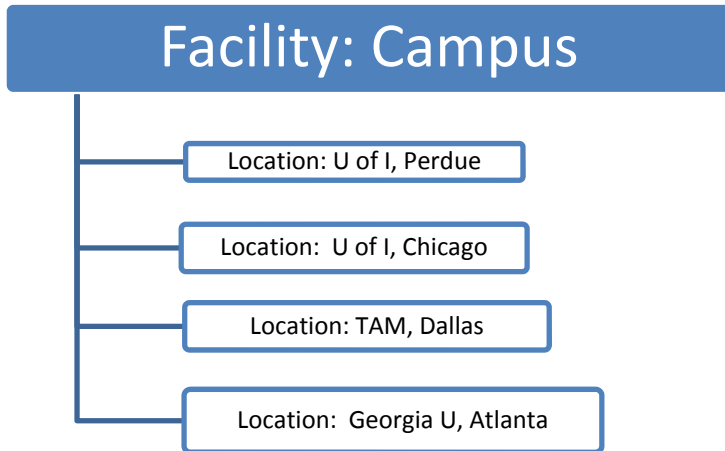 Facility: Campus
Location: U of I, Perdue
Location:  U of I, Chicago
Location: TAM, Dallas
Location:  Georgia U, Atlanta